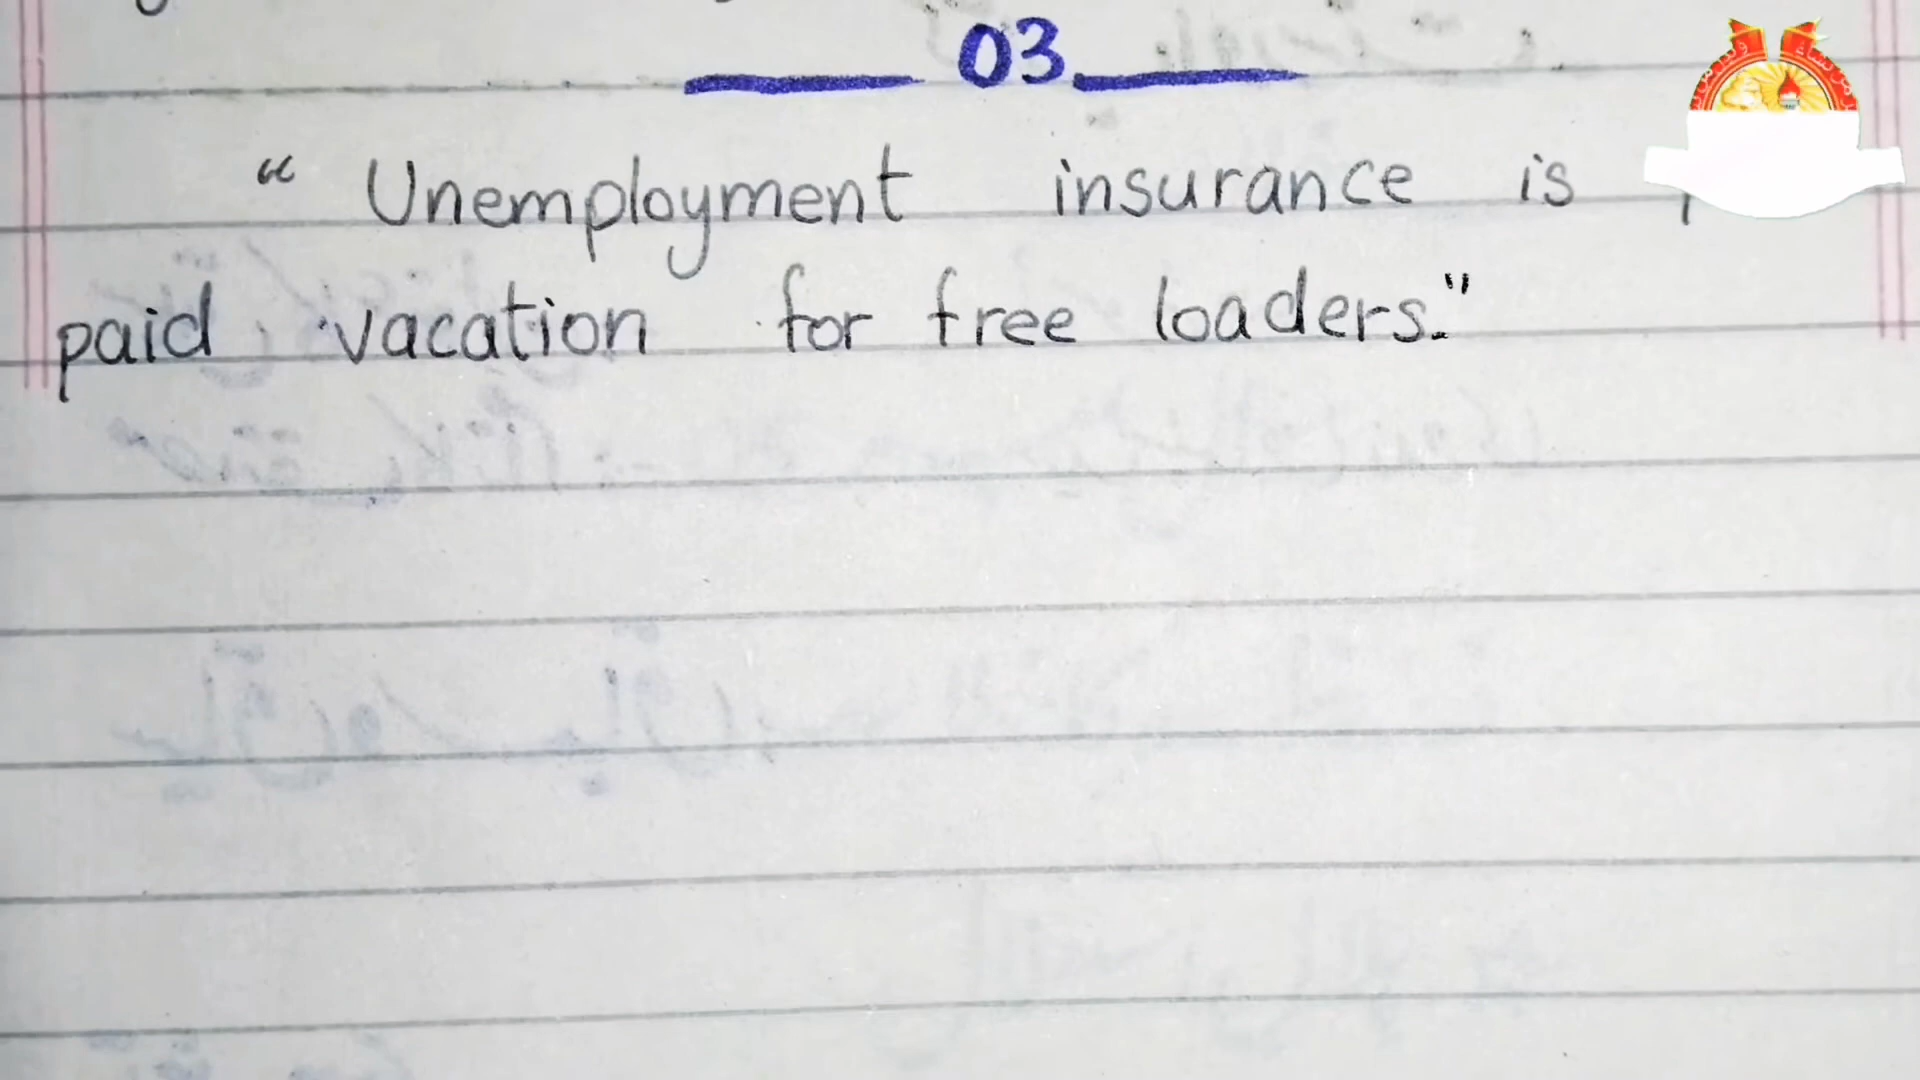 03
“ Unemployment insurance is
paid vacation for free loaders."